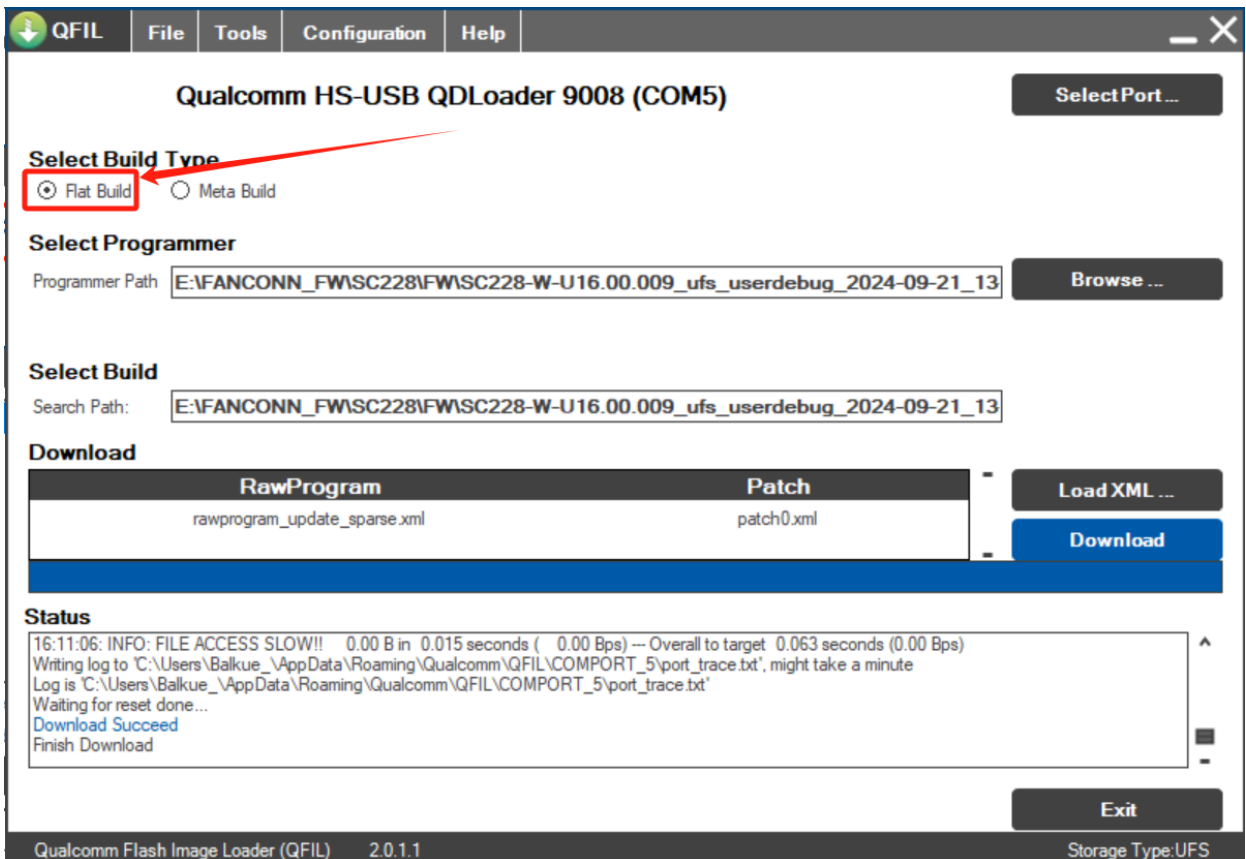 QFIL File Tools Configuration Help
Qualcomm HS-USB QDLoader 9008 (COM5) Select Port ...
Select Build Type
Flat Build Meta Build
Select Programmer
Programmer Path E:\FANCONN_FW\SC228\FW\SC228-W-U16.00.009_ufs_userdebug_2024-09-21_13 Browse ...
Select Build
Search Path: E:\FANCONN_FW\SC228\FW\SC228-W-U16.00.009_ufs_userdebug_2024-09-21_13
Download
RawProgram Patch
Load XML ...
rawprogram_update_sparse.xml patch0.xml
Download
Status
16:11:06: INFO: FILE ACCESS SLOW!! 0.00 B in 0.015 seconds ( 0.00 Bps) --- Overall to target 0.063 seconds (0.00 Bps)
Writing log to 'C:\Users\Balkue_\AppData\Roaming\Qualcomm\QFIL\COMPORT_5\port_trace.txt', might take a minute
Log is 'C:\Users\Balkue_\AppData\Roaming\Qualcomm\QFIL\COMPORT_5\port_trace.txt'
Waiting for reset done...
Download Succeed
Finish Download
Exit
Qualcomm Flash Image Loader (QFIL) 2.0.1.1 Storage Type:UFS